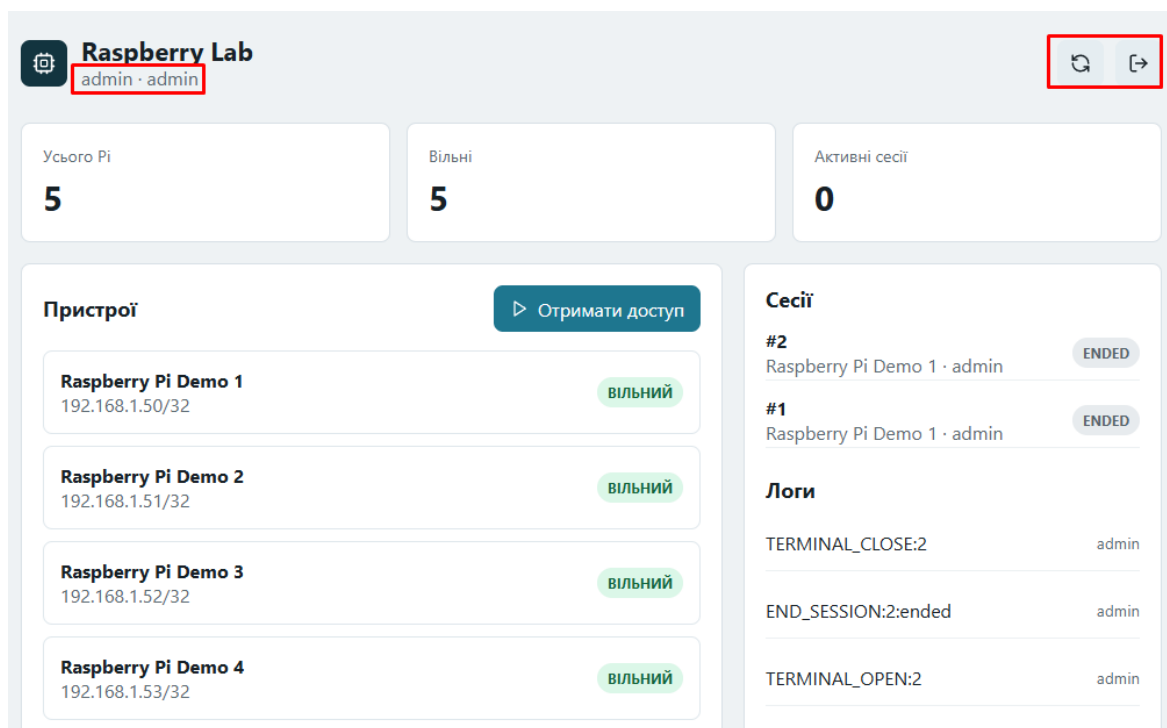 Raspberry Lab
admin · admin
Усього Pi
5
Вільні
5
Активні сесії
0
Пристрої
Отримати доступ
Raspberry Pi Demo 1
192.168.1.50/32
ВІЛЬНИЙ
Raspberry Pi Demo 2
192.168.1.51/32
ВІЛЬНИЙ
Raspberry Pi Demo 3
192.168.1.52/32
ВІЛЬНИЙ
Raspberry Pi Demo 4
192.168.1.53/32
ВІЛЬНИЙ
Сесії
#2
Raspberry Pi Demo 1 · admin
ENDED
#1
Raspberry Pi Demo 1 · admin
ENDED
Логи
TERMINAL_CLOSE:2 admin
END_SESSION:2:ended admin
TERMINAL_OPEN:2 admin